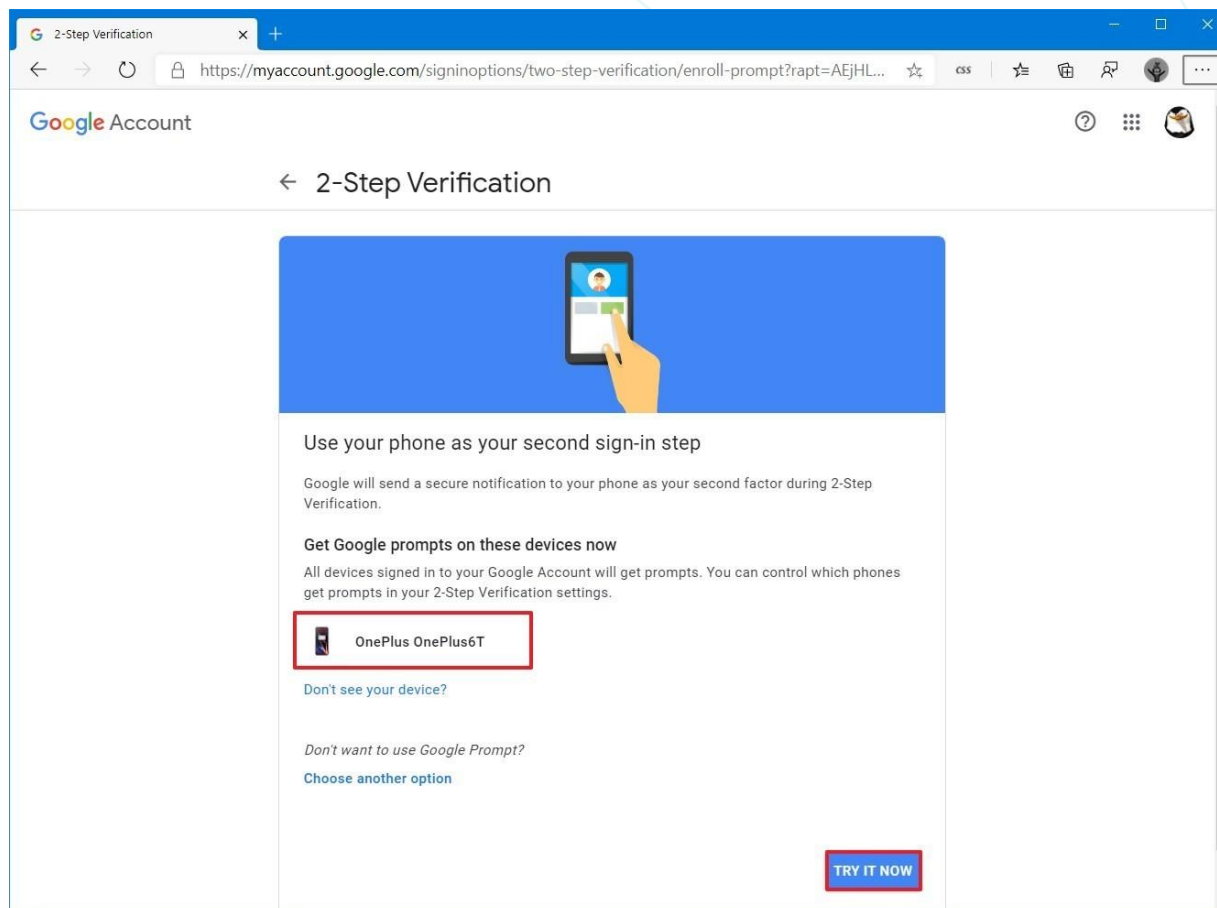 2-Step Verification
https://myaccount.google.com/signinoptions/two-step-verification/enroll-prompt?rapt=AEjHL...
css
Google Account
2-Step Verification
Use your phone as your second sign-in step
Google will send a secure notification to your phone as your second factor during 2-Step
Verification.
Get Google prompts on these devices now
All devices signed in to your Google Account will get prompts. You can control which phones
get prompts in your 2-Step Verification settings.
OnePlus OnePlus6T
Don't see your device?
Don't want to use Google Prompt?
Choose another option
TRY IT NOW